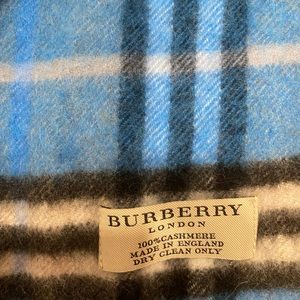 BURBERRY
LONDON
100%CASHMERE
MADE IN ENGLAND
DRY CLEAN ONLY